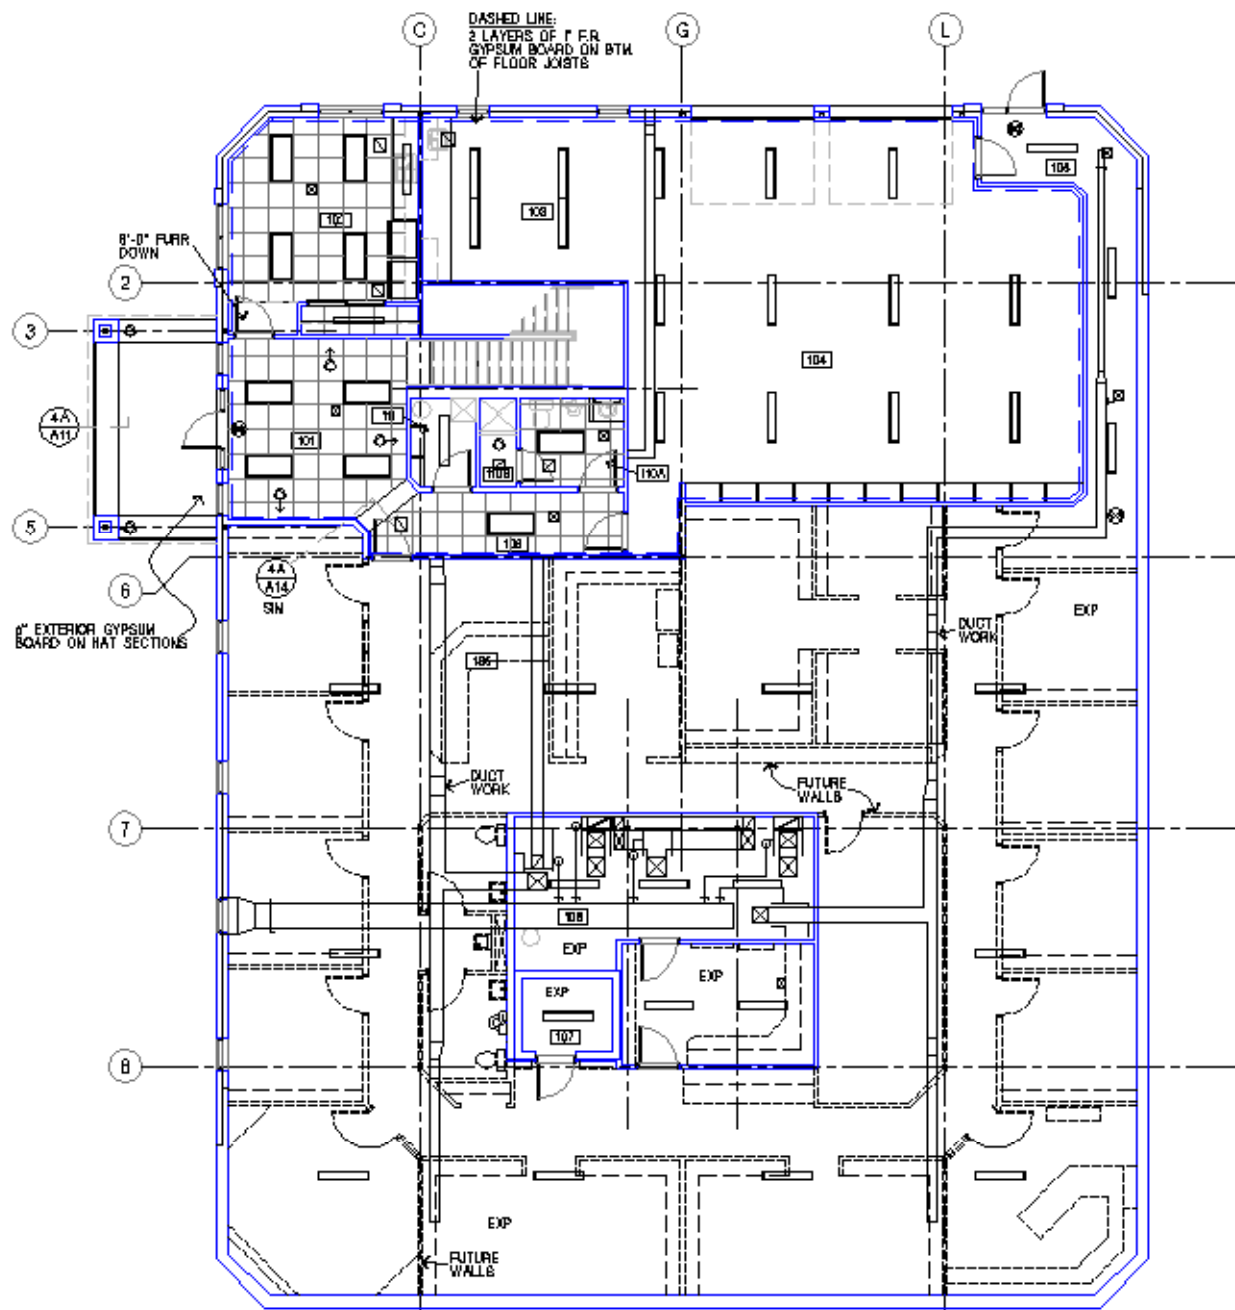 DASHED LINE:
2 LAYERS OF 1" F.R.
GYPSUM BOARD ON BTM.
OF FLOOR JOISTS
C
G
L
106
103
102
8'-0" FURR
DOWN
2
3
104
4A
A11
11
101
110B
110A
5
109
4A
A14
SIM
6
EXP
DUCT
WORK
6" EXTERIOR GYPSUM
BOARD ON HAT SECTIONS
105
DUCT
WORK
FUTURE
WALLS
7
108
EXP
EXP
EXP
107
8
EXP
FUTURE
WALLS